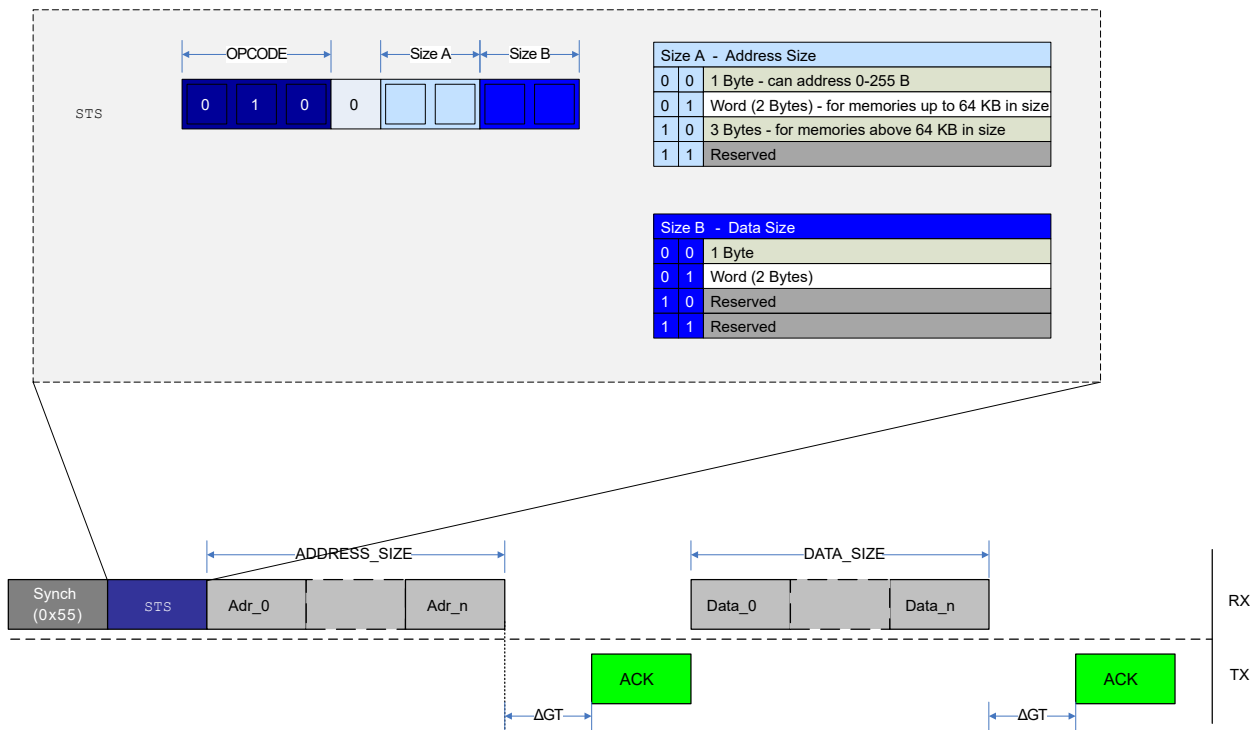 OPCODE Size A Size B
STS
0 1 0 0
Size A - Address Size
0 0 1 Byte - can address 0-255 B
0 1 Word (2 Bytes) - for memories up to 64 KB in size
1 0 3 Bytes - for memories above 64 KB in size
1 1 Reserved
Size B - Data Size
0 0 1 Byte
0 1 Word (2 Bytes)
1 0 Reserved
1 1 Reserved
ADDRESS_SIZE DATA_SIZE
Synch
(0x55)
STS Adr_0 Adr_n Data_0 Data_n RX
ACK ACK TX
ΔGT ΔGT